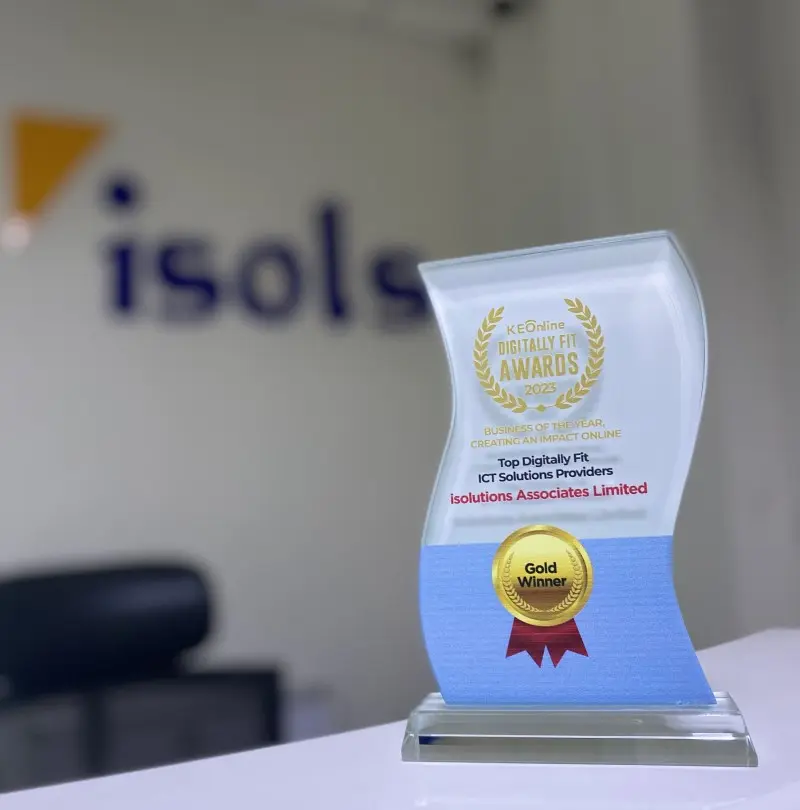 isols
KEOnline
DIGITALLY FIT
AWARDS
2023
BUSINESS OF THE YEAR,
CREATING AN IMPACT ONLINE
Top Digitally Fit
ICT Solutions Providers
isolutions Associates Limited
Gold
Winner